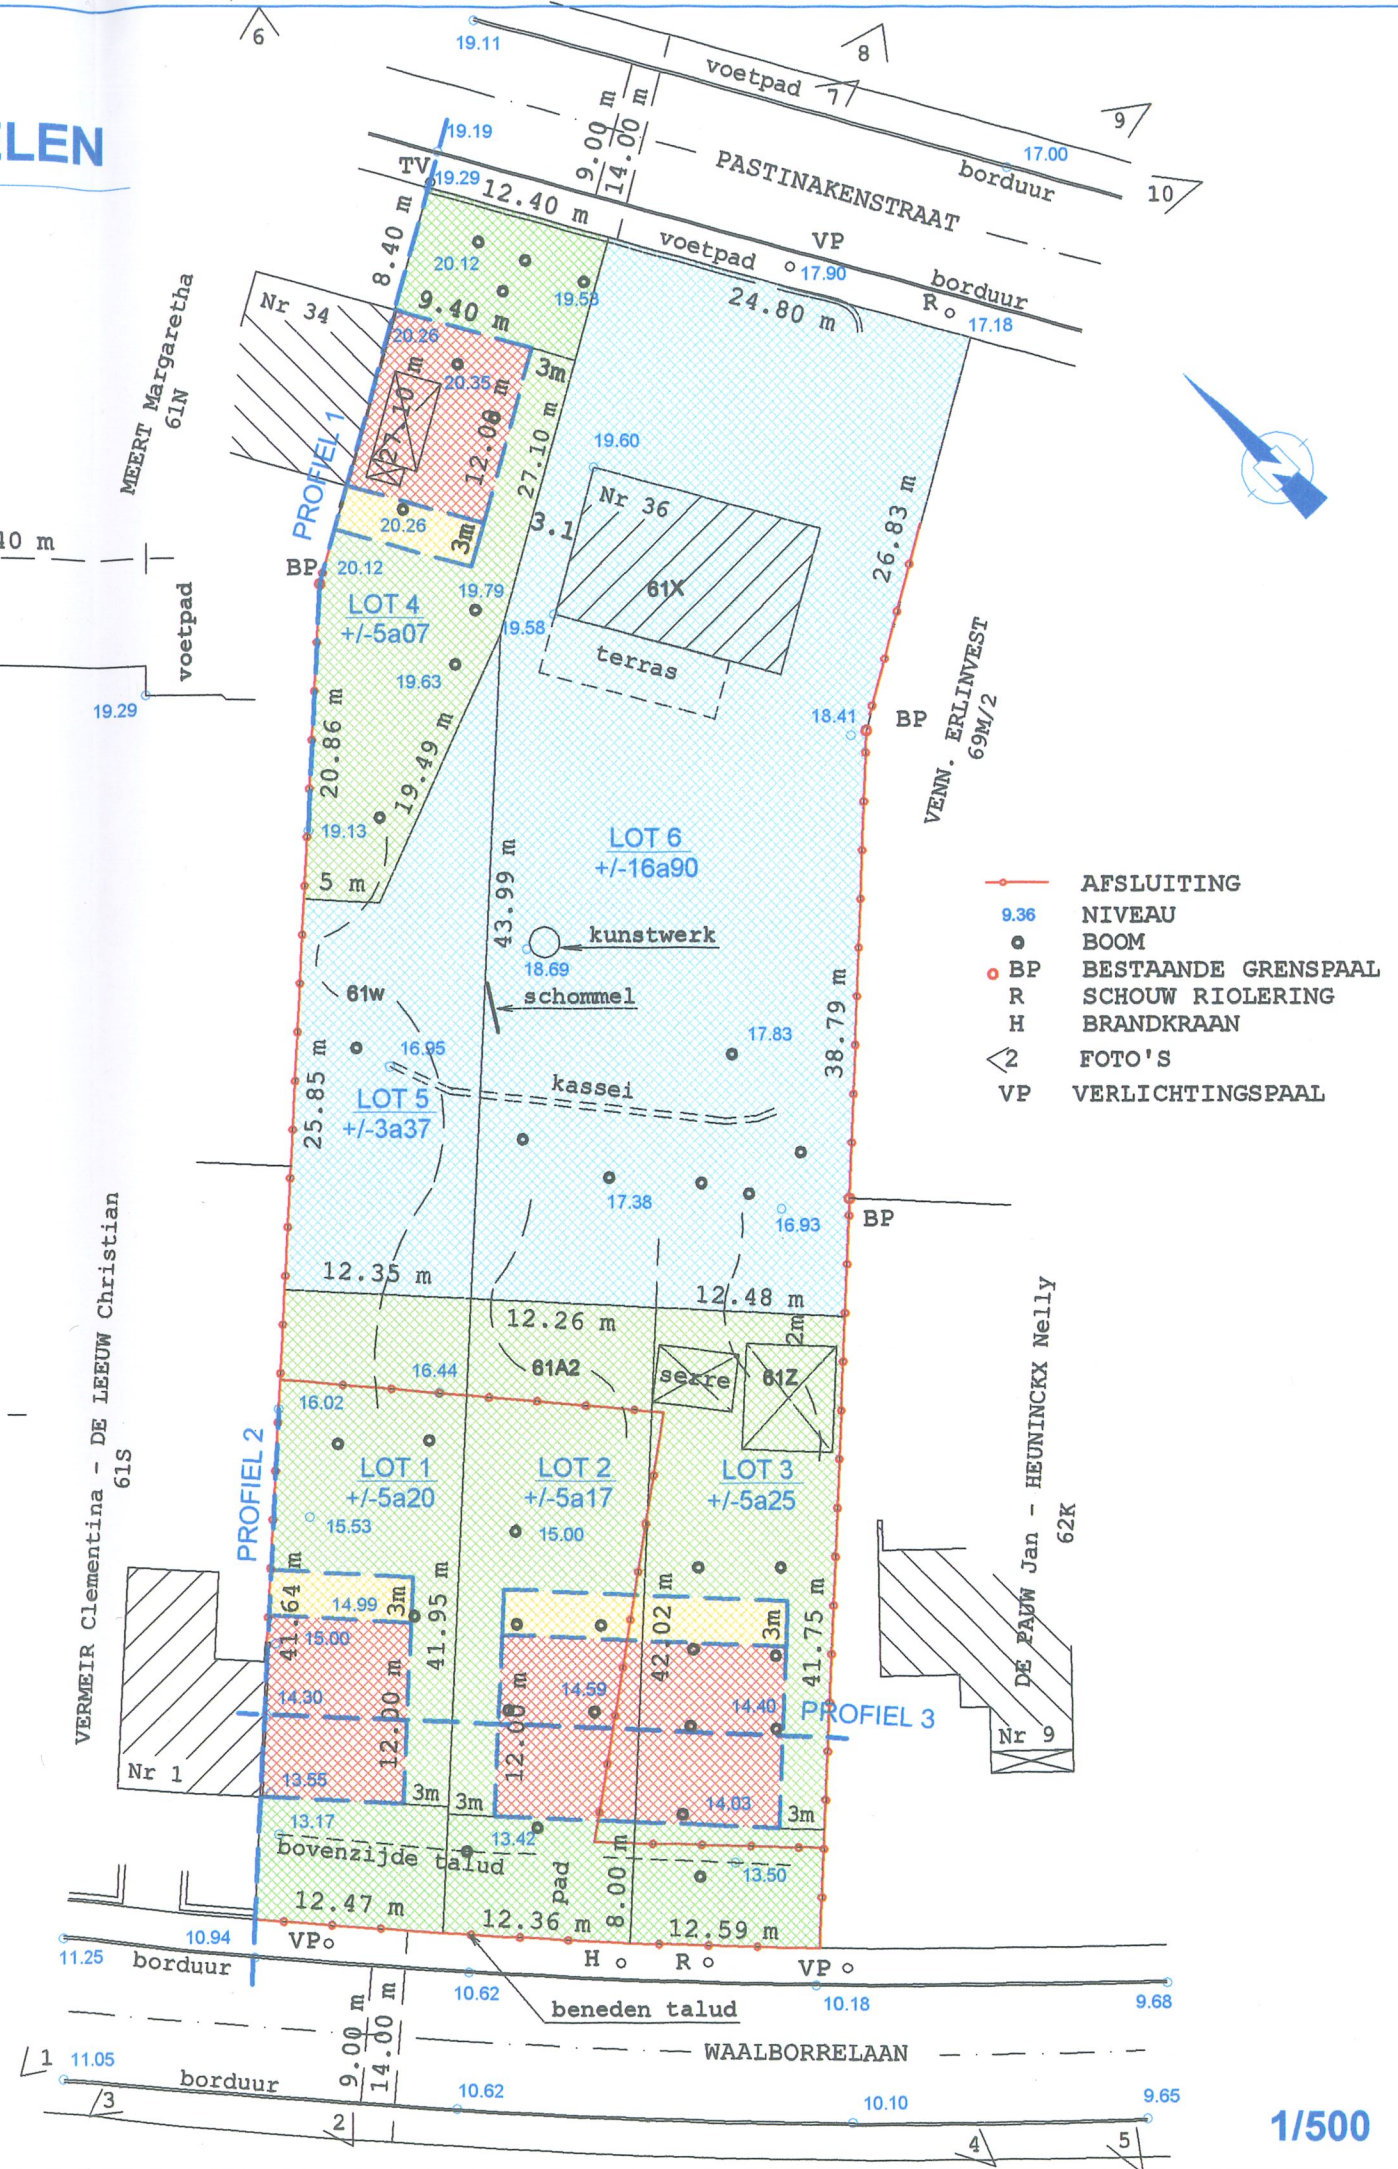 6
19.11
8
voetpad
7
9
ELEN
19.19
9.00 m
14.00 m
17.00
borduur
10
TV
19.29
12.40 m
PASTINAKENSTRAAT
voetpad
VP
17.90
borduur
8.40 m
20.12
19.53
24.80 m
R
17.18
MEERT Margaretha
61N
Nr 34
9.40 m
20.26
20.35
3m
27.10 m
12.00 m
27.10 m
PROFIEL 1
19.60
Nr 36
3.1
26.83 m
20.26
3m
10 m
BP
20.12
19.79
61X
voetpad
LOT 4
+/-5a07
19.58
terras
19.63
VENN. ERLINVEST
69M/2
18.41
BP
19.29
20.86 m
19.49 m
19.13
LOT 6
+/-16a90
5 m
43.99 m
AFSLUITING
9.36 NIVEAU
BOOM
BP BESTAANDE GRENSPAAL
R SCHOUW RIOLERING
H BRANDKRAAN
2 FOTO'S
VP VERLICHTINGSPAAL
kunstwerk
18.69
61w
schommel
38.79 m
16.95
17.83
25.85 m
LOT 5
+/-3a37
kassei
17.38
16.93
BP
VERMEIR Clementina - DE LEEUW Christian
61S
12.35 m
12.48 m
12.26 m
2m
16.44
61A2
serre
61Z
DE PAUW Jan - HEUNINCKX Nelly
62K
16.02
PROFIEL 2
LOT 1
+/-5a20
LOT 2
+/-5a17
LOT 3
+/-5a25
15.53
15.00
41.64 m
14.99
3m
41.95 m
42.02 m
3m
41.75 m
15.00
14.30
12.00 m
12.00 m
14.59
14.40
PROFIEL 3
Nr 9
Nr 1
13.55
3m
3m
14.03
3m
13.17
bovenzijde talud
13.42
pad
8.00 m
13.50
12.47 m
12.36 m
12.59 m
10.94
VP
H
R
VP
11.25
borduur
10.62
beneden talud
10.18
9.68
9.00 m
14.00 m
WAALBORRELAAN
1
11.05
borduur
10.62
10.10
9.65
3
2
4
5
1/500